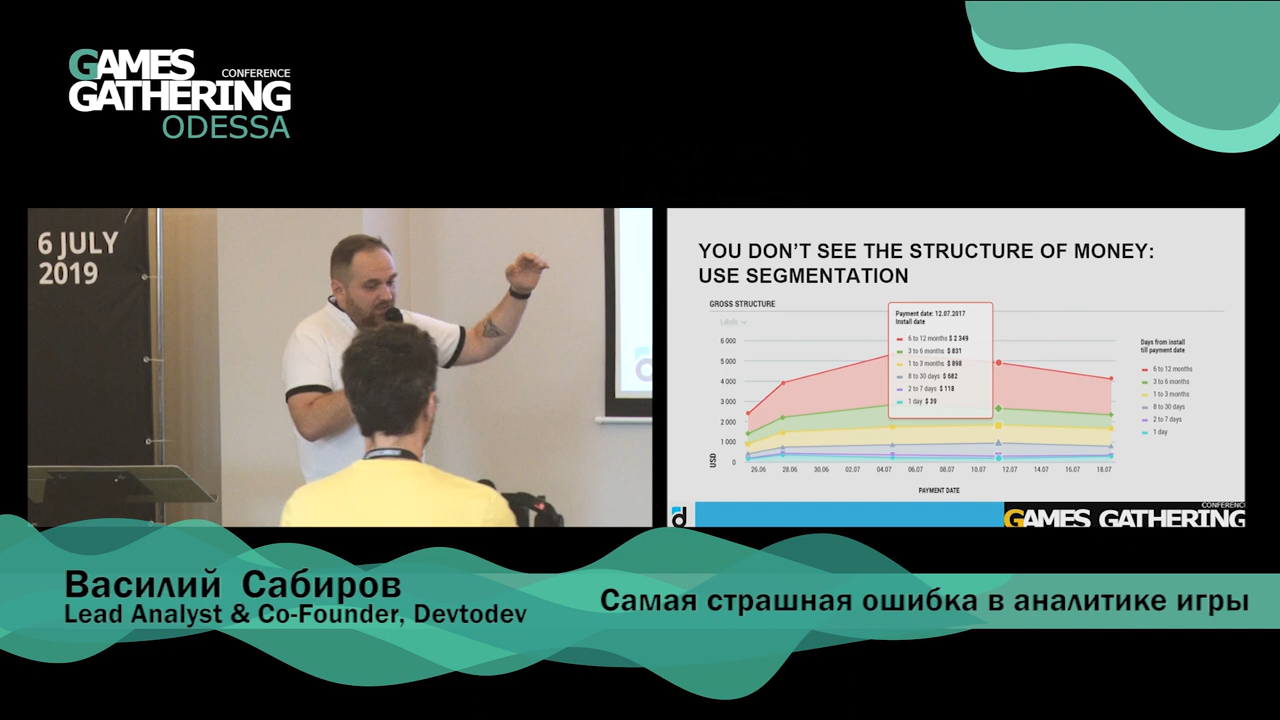 GAMES
CONFERENCE
GATHERING
ODESSA
6 JULY
2019
YOU DON'T SEE THE STRUCTURE OF MONEY:
USE SEGMENTATION
GROSS STRUCTURE
Labels
Payment date: 12.07.2017
Install date
6 to 12 months $ 2 349
3 to 6 months $ 831
1 to 3 months $ 898
8 to 30 days $ 682
2 to 7 days $ 118
1 day $ 39
6 000
5 000
4 000
3 000
2 000
1 000
0
USD
26.06 28.06 30.06 02.07 04.07 06.07 08.07 10.07 12.07 14.07 16.07 18.07
PAYMENT DATE
Days from install
till payment date
6 to 12 months
3 to 6 months
1 to 3 months
8 to 30 days
2 to 7 days
1 day
d
CONFERENCE
GAMES GATHERING
Василий Сабиров
Lead Analyst & Co-Founder, Devtodev
Самая страшная ошибка в аналитике игры